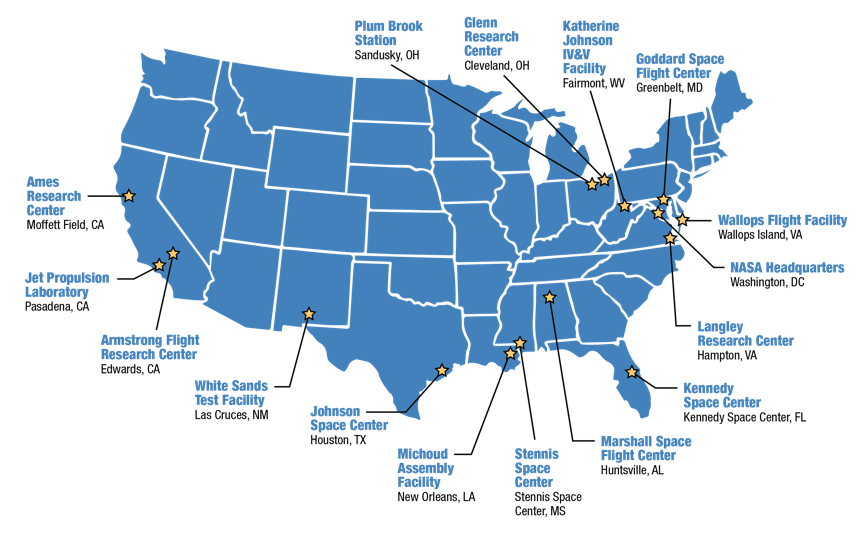 Plum Brook
Station
Sandusky, OH
Glenn
Research
Center
Cleveland, OH
Katherine
Johnson
IV&V
Facility
Fairmont, WV
Goddard Space
Flight Center
Greenbelt, MD
Ames
Research
Center
Moffett Field, CA
Wallops Flight Facility
Wallops Island, VA
Jet Propulsion
Laboratory
Pasadena, CA
NASA Headquarters
Washington, DC
Armstrong Flight
Research Center
Edwards, CA
Langley
Research Center
Hampton, VA
White Sands
Test Facility
Las Cruces, NM
Kennedy
Space Center
Kennedy Space Center, FL
Johnson
Space Center
Houston, TX
Michoud
Assembly
Facility
New Orleans, LA
Stennis
Space
Center
Stennis Space
Center, MS
Marshall Space
Flight Center
Huntsville, AL